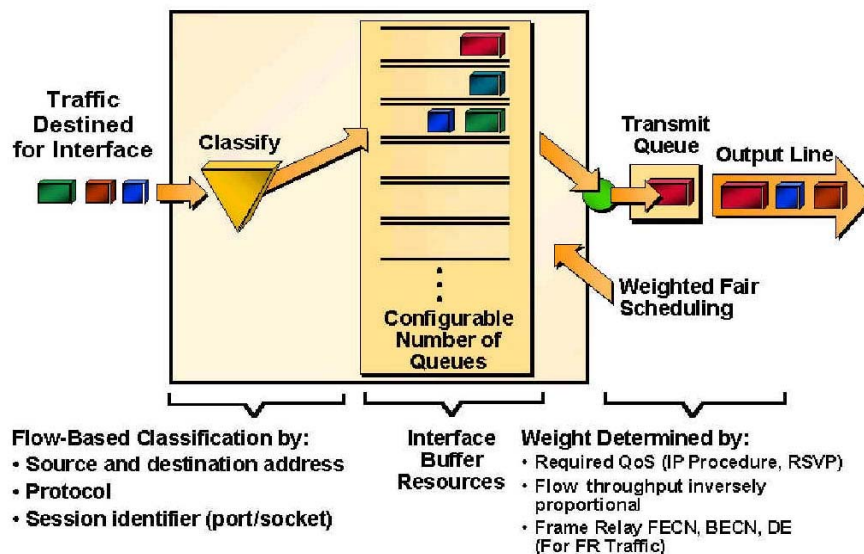 Traffic
Destined
for Interface
Classify
Configurable
Number of
Queues
Transmit
Queue
Output Line
Weighted Fair
Scheduling
Flow-Based Classification by:
• Source and destination address
• Protocol
• Session identifier (port/socket)
Interface
Buffer
Resources
Weight Determined by:
• Required QoS (IP Procedure, RSVP)
• Flow throughput inversely
proportional
• Frame Relay FECN, BECN, DE
(For FR Traffic)